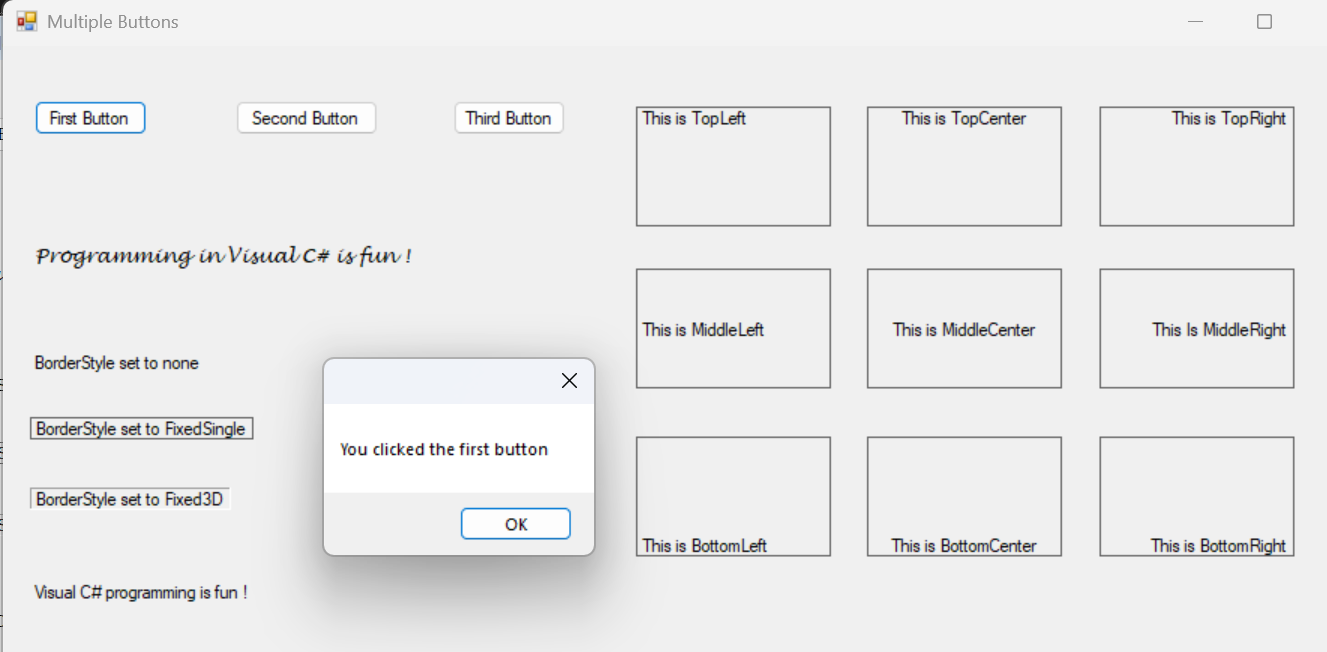 Multiple Buttons
First Button
Second Button
Third Button
This is TopLeft
This is TopCenter
This is TopRight
Programming in Visual C# is fun !
This is MiddleLeft
This is MiddleCenter
This Is MiddleRight
BorderStyle set to none
BorderStyle set to FixedSingle
BorderStyle set to Fixed3D
Visual C# programming is fun !
You clicked the first button
OK
This is BottomLeft
This is BottomCenter
This is BottomRight